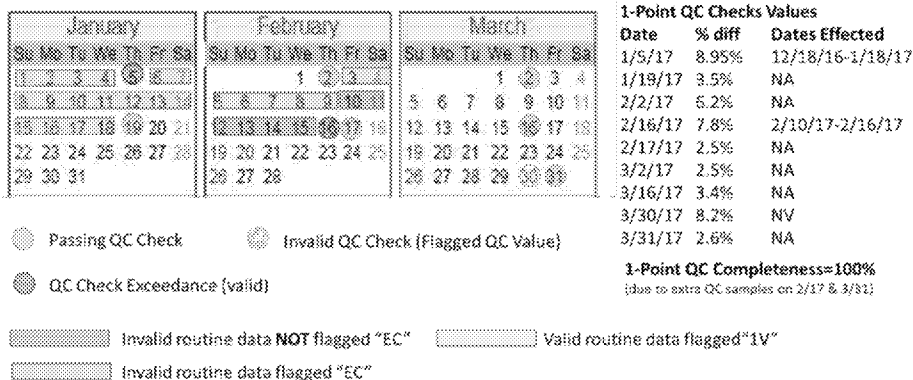 January February March
Su Mo Tu We Th Fr Sa Su Mo Tu We Th Fr Sa Su Mo Tu We Th Fr Sa
1 2 3 4 5 6 7 1 2 3 4 1 2 3 4
8 9 10 11 12 13 14 5 6 7 8 9 10 11 5 6 7 8 9 10 11
15 16 17 18 19 20 21 12 13 14 15 16 17 18 12 13 14 15 16 17 18
22 23 24 25 26 27 28 19 20 21 22 23 24 25 19 20 21 22 23 24 25
29 30 31 26 27 28 26 27 28 29 30 31
Passing QC Check Invalid QC Check (Flagged QC Value)
QC Check Exceedance (valid)
Invalid routine data NOT flagged "EC" Valid routine data flagged"1V"
Invalid routine data flagged "EC"
1-Point QC Checks Values
Date % diff Dates Effected
1/5/17 8.95% 12/18/16-1/18/17
1/19/17 3.5% NA
2/2/17 6.2% NA
2/16/17 7.8% 2/10/17-2/16/17
2/17/17 2.5% NA
3/2/17 2.5% NA
3/16/17 3.4% NA
3/30/17 8.2% NV
3/31/17 2.6% NA
1-Point QC Completeness=100%
(due to extra QC samples on 2/17 & 3/31)